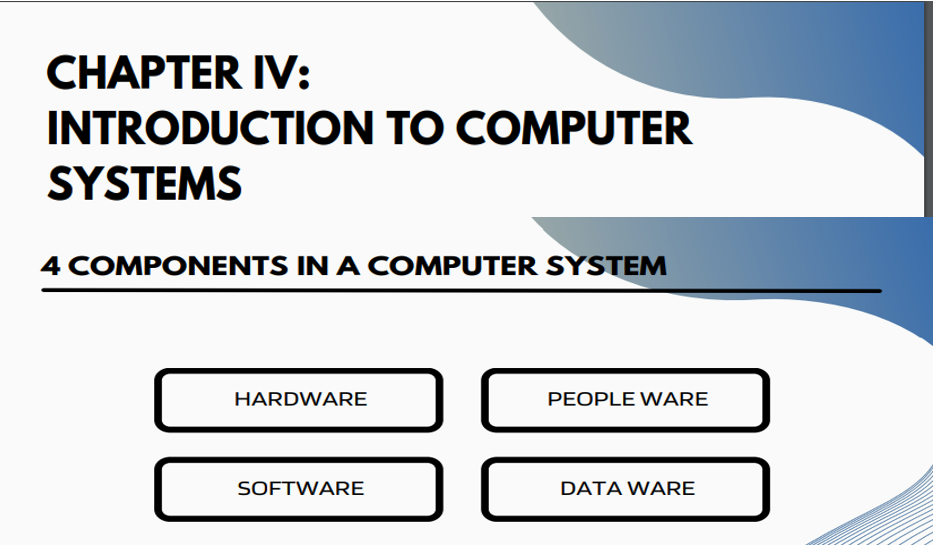 CHAPTER IV:
INTRODUCTION TO COMPUTER
SYSTEMS
4 COMPONENTS IN A COMPUTER SYSTEM
HARDWARE
PEOPLE WARE
SOFTWARE
DATA WARE